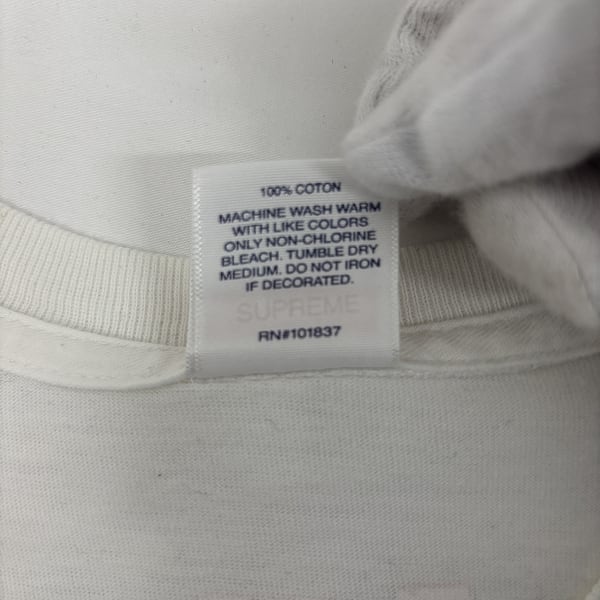 100% COTON
MACHINE WASH WARM
WITH LIKE COLORS
ONLY NON-CHLORINE
BLEACH. TUMBLE DRY
MEDIUM. DO NOT IRON
IF DECORATED.
SUPREME
RN#101837